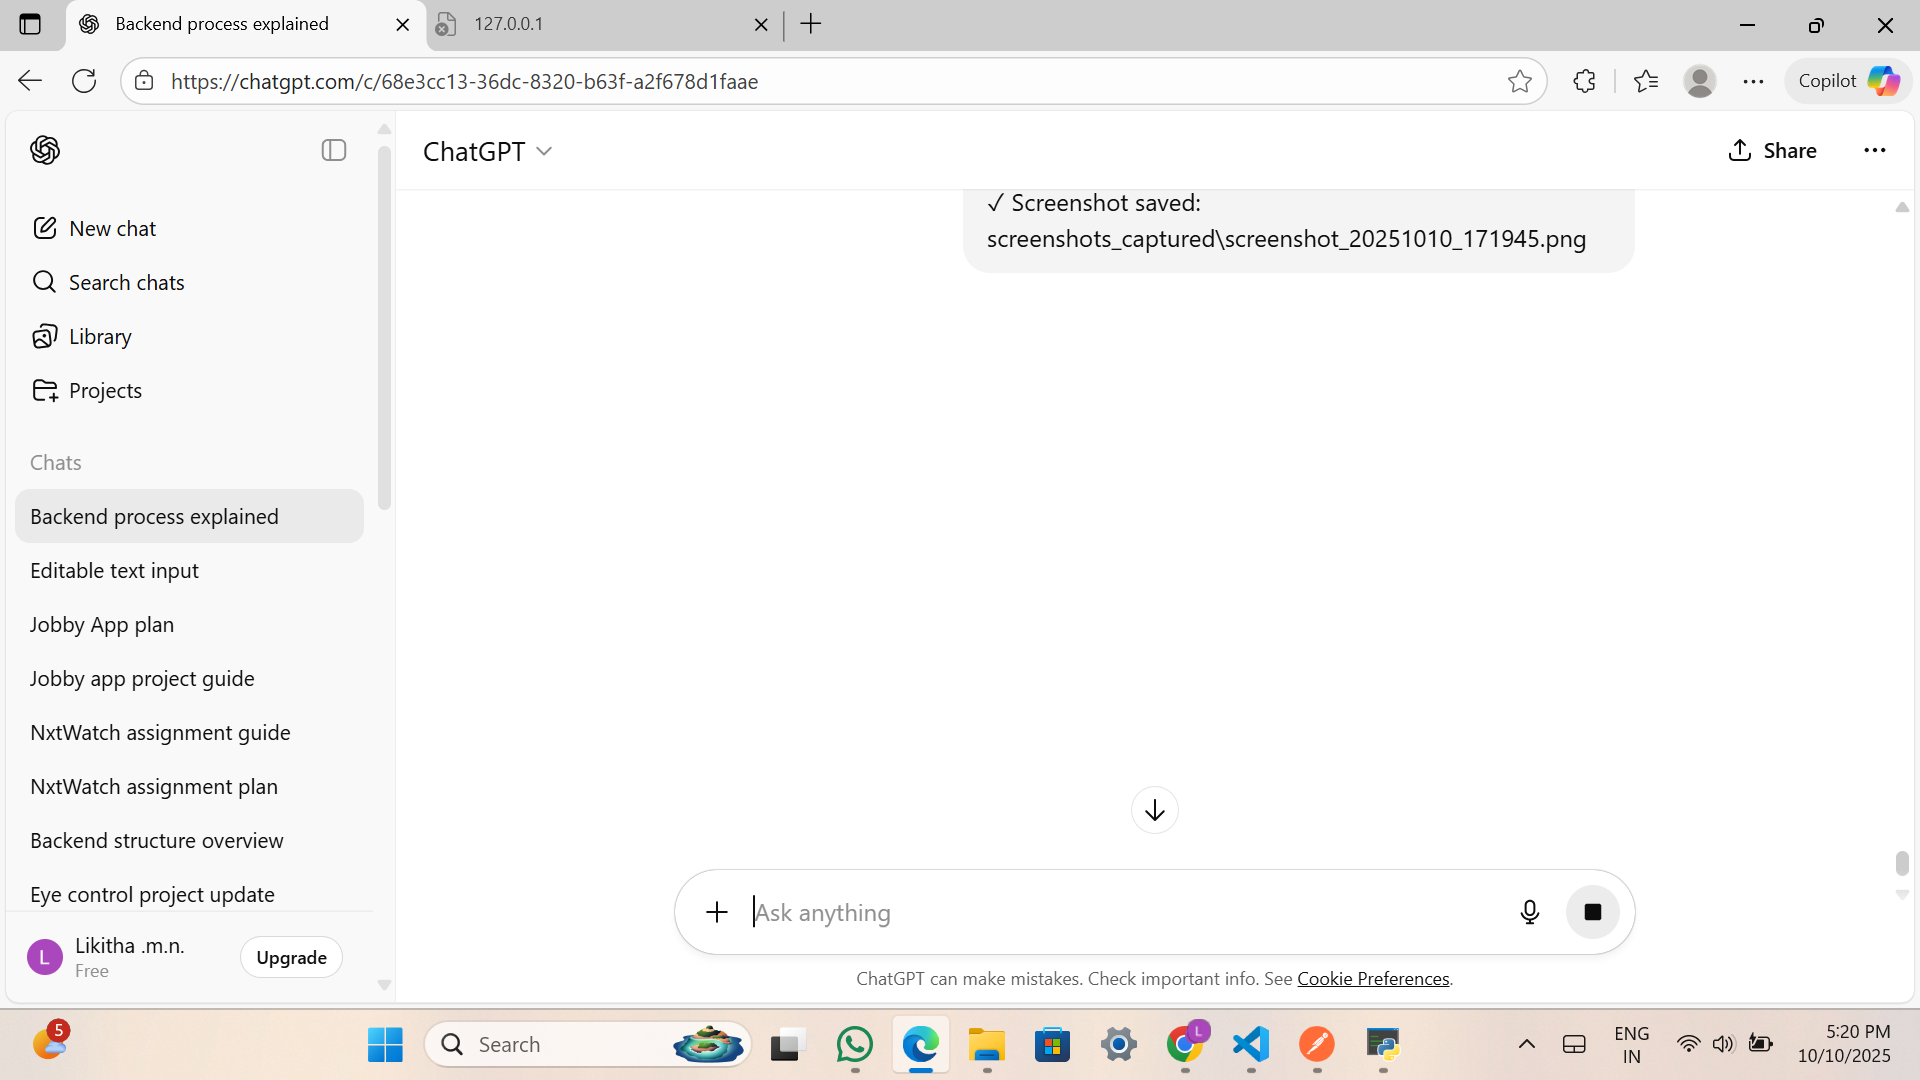 Backend process explained
127.0.0.1
https://chatgpt.com/c/68e3cc13-36dc-8320-b63f-a2f678d1faae
Copilot
ChatGPT
Share
New chat
Search chats
Library
Projects
Chats
Backend process explained
Editable text input
Jobby App plan
Jobby app project guide
NxtWatch assignment guide
NxtWatch assignment plan
Backend structure overview
Eye control project update
L
Likitha .m.n.
Free
Upgrade
✓ Screenshot saved:
screenshots_captured\screenshot_20251010_171945.png
Ask anything
ChatGPT can make mistakes. Check important info. See Cookie Preferences.
5
Search
L
ENG
IN
5:20 PM
10/10/2025